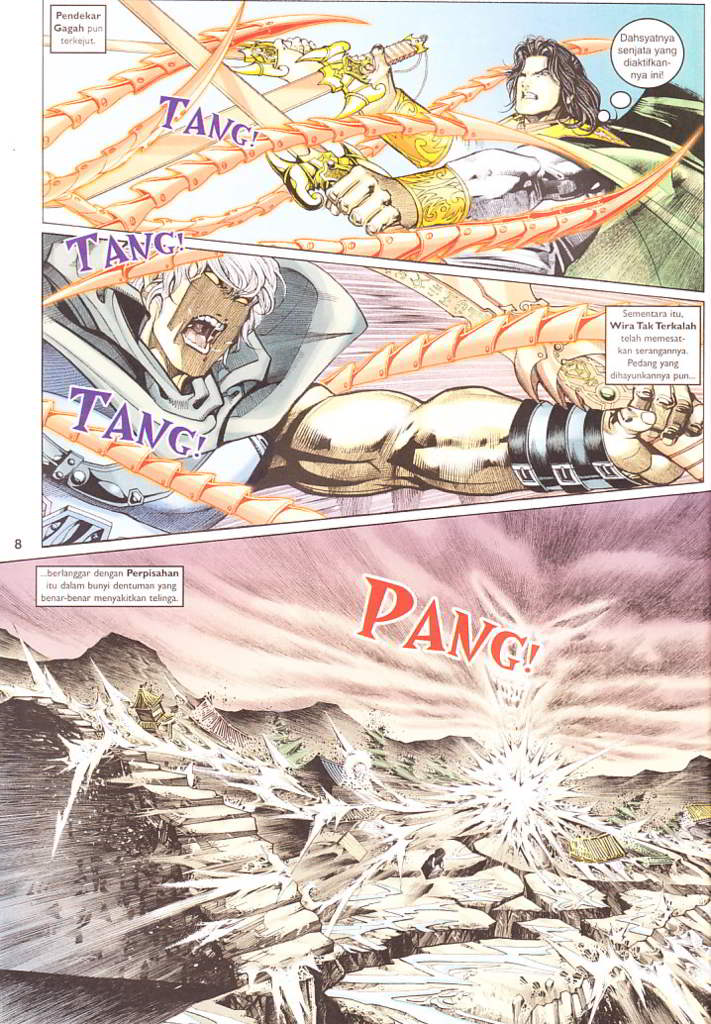 Pendekar
Gagah pun
terkejut.
Dahsyatnya
senjata yang
diaktifkan-
nya ini!
TANG!
TANG!
Sementara itu,
Wira Tak Terkalah
telah memesat-
kan serangannya.
Pedang yang
dihayunkannya pun...
TANG!
8
...berlanggar dengan Perpisahan
itu dalam bunyi dentuman yang
benar-benar menyakitkan telinga.
PANG!